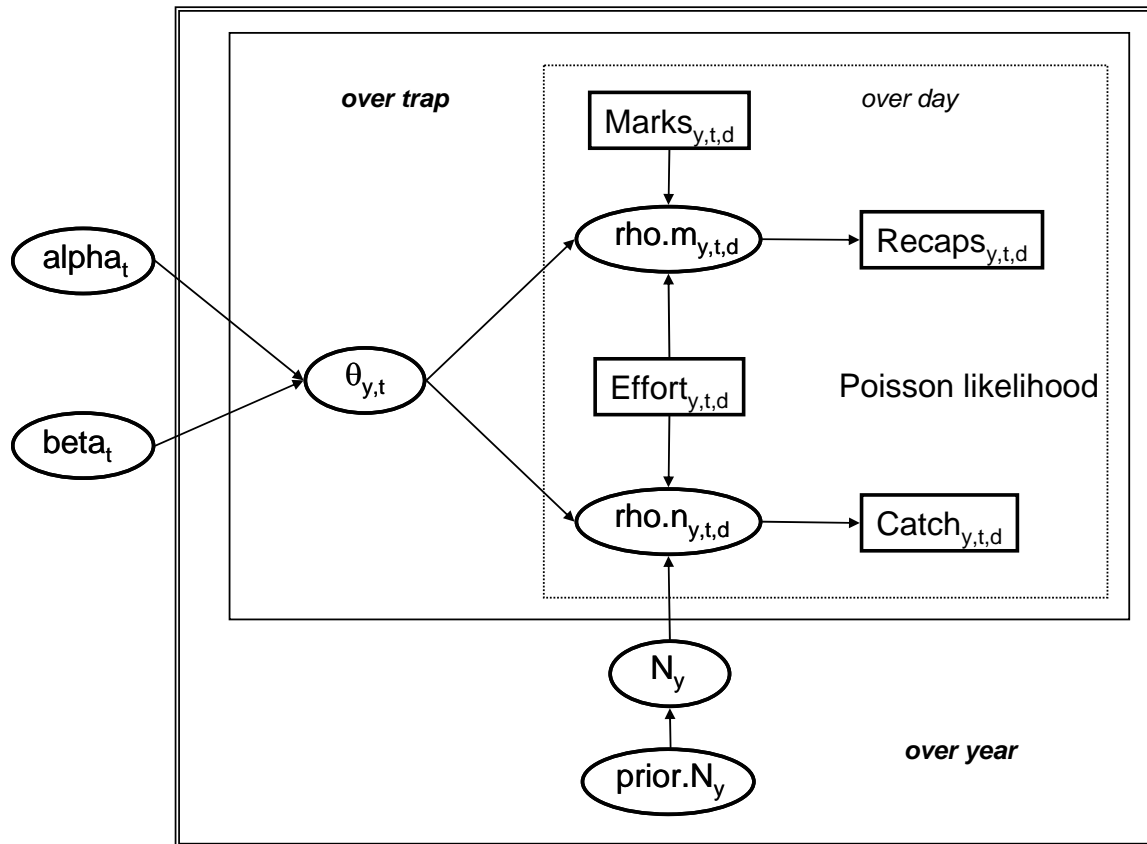 over trap
over day
Marks_y,t,d
alpha_t
rho.m_y,t,d
Recaps_y,t,d
θ_y,t
Effort_y,t,d
Poisson likelihood
beta_t
rho.n_y,t,d
Catch_y,t,d
N_y
over year
prior.N_y